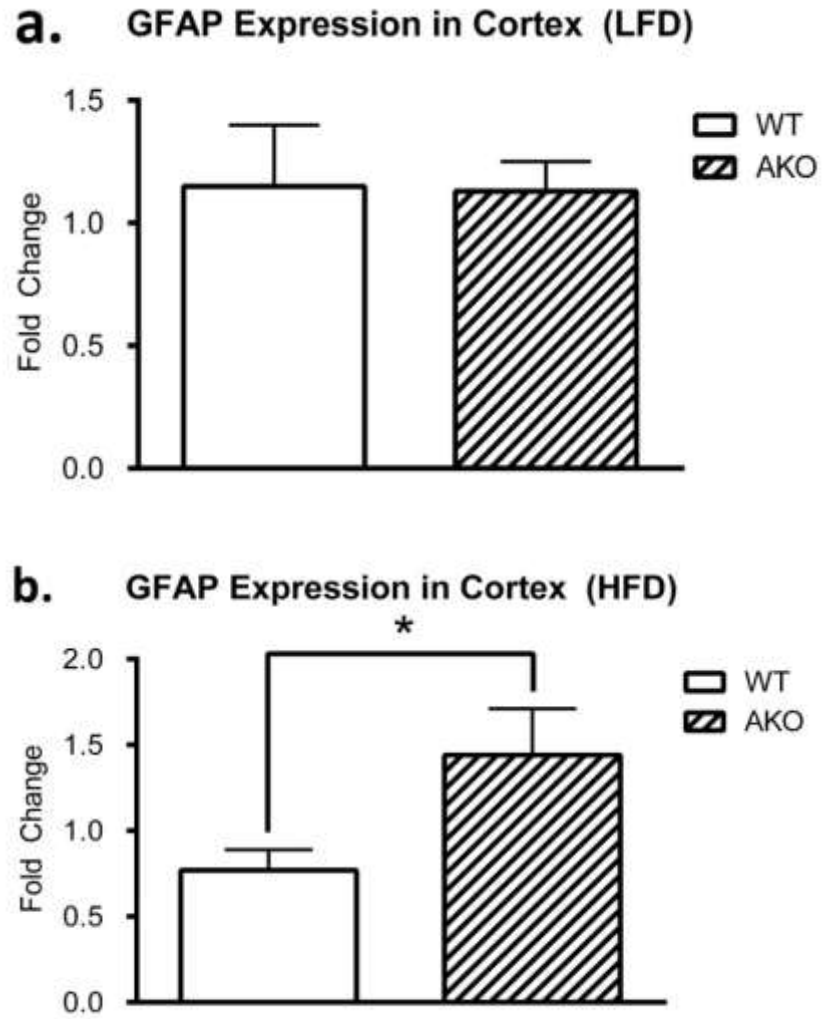 a. GFAP Expression in Cortex (LFD)
1.5
1.0
0.5
0.0
Fold Change
WT
AKO
b. GFAP Expression in Cortex (HFD)
*
2.0
1.5
1.0
0.5
0.0
Fold Change
WT
AKO